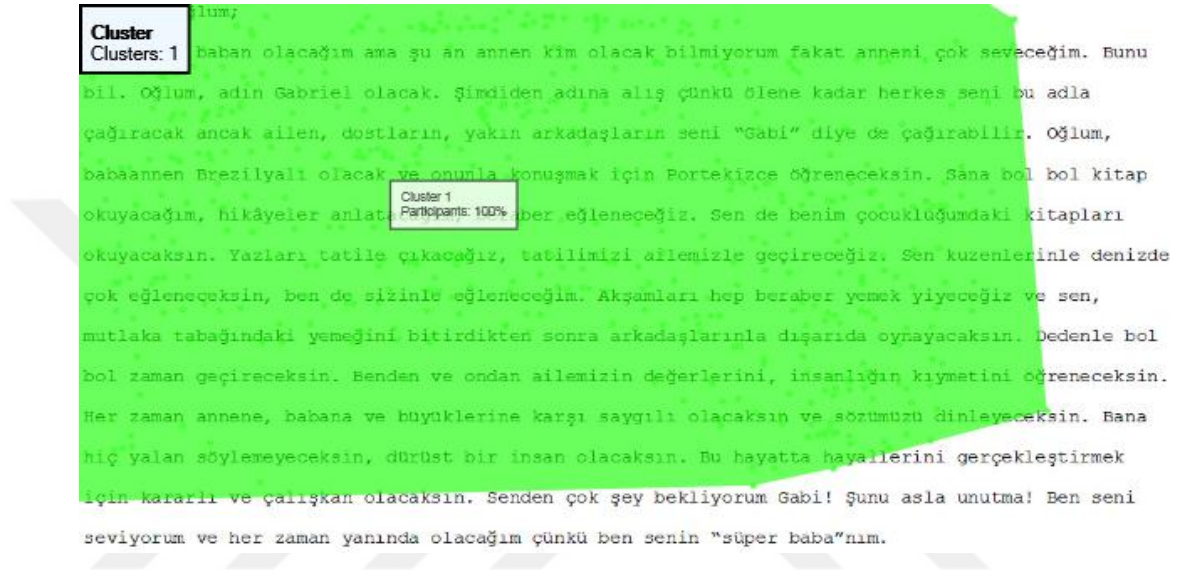 Cluster
Clusters: 1
baban olacağım ama şu an annen kim olacak bilmiyorum fakat anneni çok seveceğim. Bunu
bil. Oğlum, adın Gabriel olacak. Şimdiden adına alış çünkü ölene kadar herkes seni bu adla
çağıracak ancak ailen, dostların, yakın arkadaşların seni “Gabi” diye de çağırabilir. Oğlum,
babaannen Brezilyalı olacak ve onunla konuşmak için Portekizce öğreneceksin. Sana bol bol kitap
Cluster 1
Participants: 100%
okuyacağım, hikâyeler eğleneceğiz. Sen de benim çocukluğumdaki kitapları
okuyacaksın. Yazları tatile çıkacağız, tatilimizi ailemizle geçireceğiz. Sen kuzenlerinle denizde
çok eğleneceksin, ben de sizinle eğleneceğim. Akşamları hep beraber yemek yiyeceğiz ve sen,
mutlaka tabağındaki yemeğini bitirdikten sonra arkadaşlarınla dışarıda oynayacaksın. Dedenle bol
bol zaman geçireceksin. Benden ve ondan ailemizin değerlerini, insanlığın kıymetini öğreneceksin.
Her zaman annene, babana ve büyüklerine karşı saygılı olacaksın ve sözümüzü dinleyeceksin. Bana
hiç yalan söylemeyeceksin, dürüst bir insan olacaksın. Bu hayatta hayallerini gerçekleştirmek
için kararlı ve çalışkan olacaksın. Senden çok şey bekliyorum Gabi! Şunu asla unutma! Ben seni
seviyorum ve her zaman yanında olacağım çünkü ben senin “süper baba”nım.